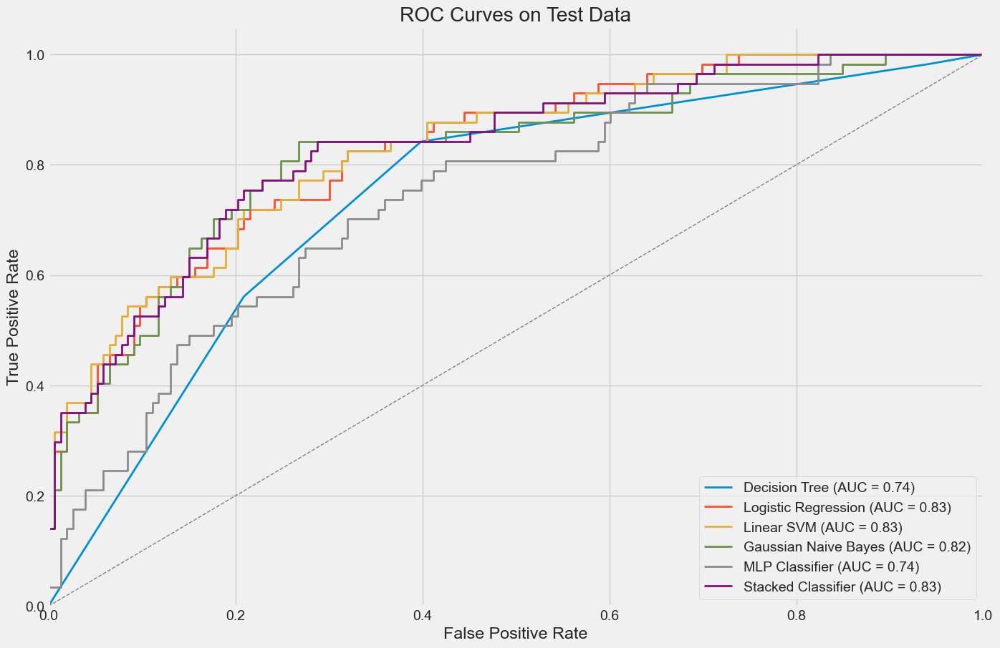 ROC Curves on Test Data
True Positive Rate
1.0
0.8
0.6
0.4
0.2
0.0
0.0 0.2 0.4 0.6 0.8 1.0
False Positive Rate
Decision Tree (AUC = 0.74)
Logistic Regression (AUC = 0.83)
Linear SVM (AUC = 0.83)
Gaussian Naive Bayes (AUC = 0.82)
MLP Classifier (AUC = 0.74)
Stacked Classifier (AUC = 0.83)